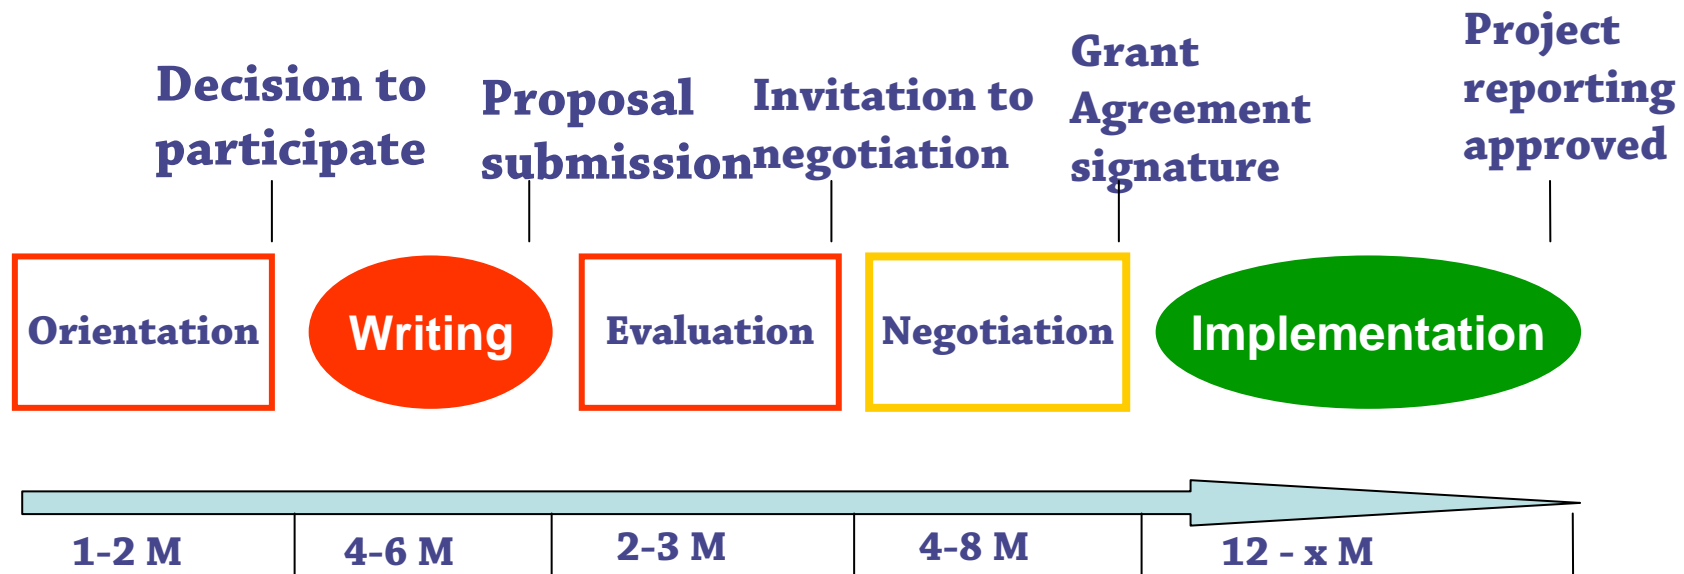 Decision to
participate
Proposal
submission
Invitation to
negotiation
Grant
Agreement
signature
Project
reporting
approved
Orientation
Writing
Evaluation
Negotiation
Implementation
1-2 M
4-6 M
2-3 M
4-8 M
12 - x M